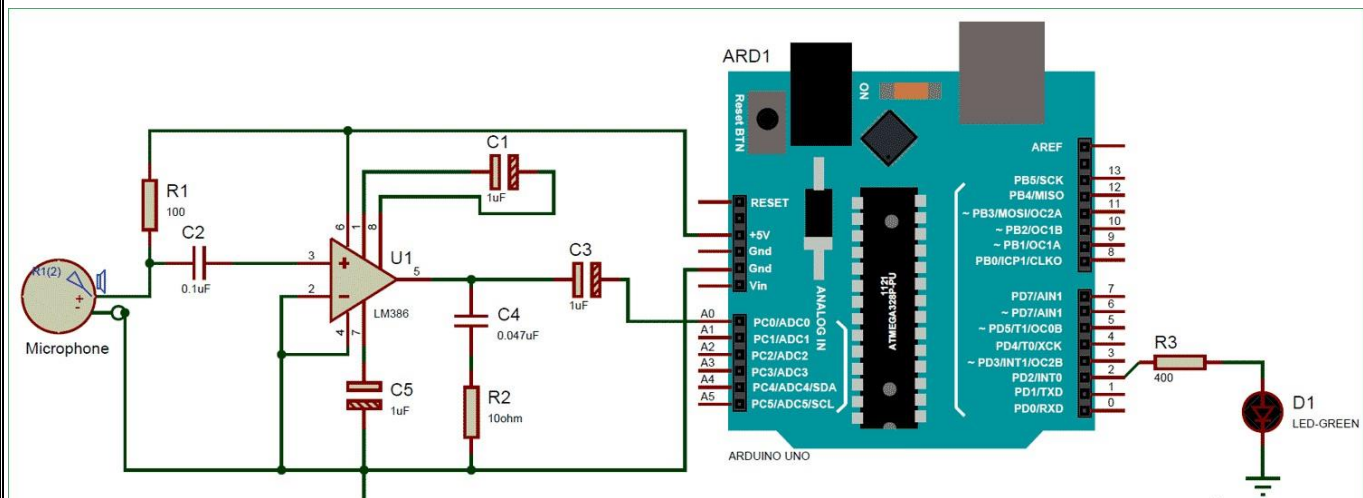 ARD1
Reset BTN
ON
AREF
13
PB5/SCK
12
PB4/MISO
11
~ PB3/MOSI/OC2A
10
~ PB2/OC1B
9
~ PB1/OC1A
8
PB0/ICP1/CLKO
RESET
+5V
Gnd
Gnd
Vin
ANALOG IN
1121
ATMEGA328P-PU
A0
PC0/ADC0
A1
PC1/ADC1
A2
PC2/ADC2
A3
PC3/ADC3
A4
PC4/ADC4/SDA
A5
PC5/ADC5/SCL
7
PD7/AIN1
6
~ PD7/AIN1
5
~ PD5/T1/OC0B
4
PD4/T0/XCK
3
~ PD3/INT1/OC2B
2
PD2/INT0
1
PD1/TXD
0
PD0/RXD
ARDUINO UNO
R1
100
C2
0.1uF
R1(2)
+
-
Microphone
C1
1uF
6
1
8
3
+
2
-
4
7
5
U1
LM386
C3
1uF
C4
0.047uF
C5
1uF
R2
10ohm
R3
400
D1
LED-GREEN